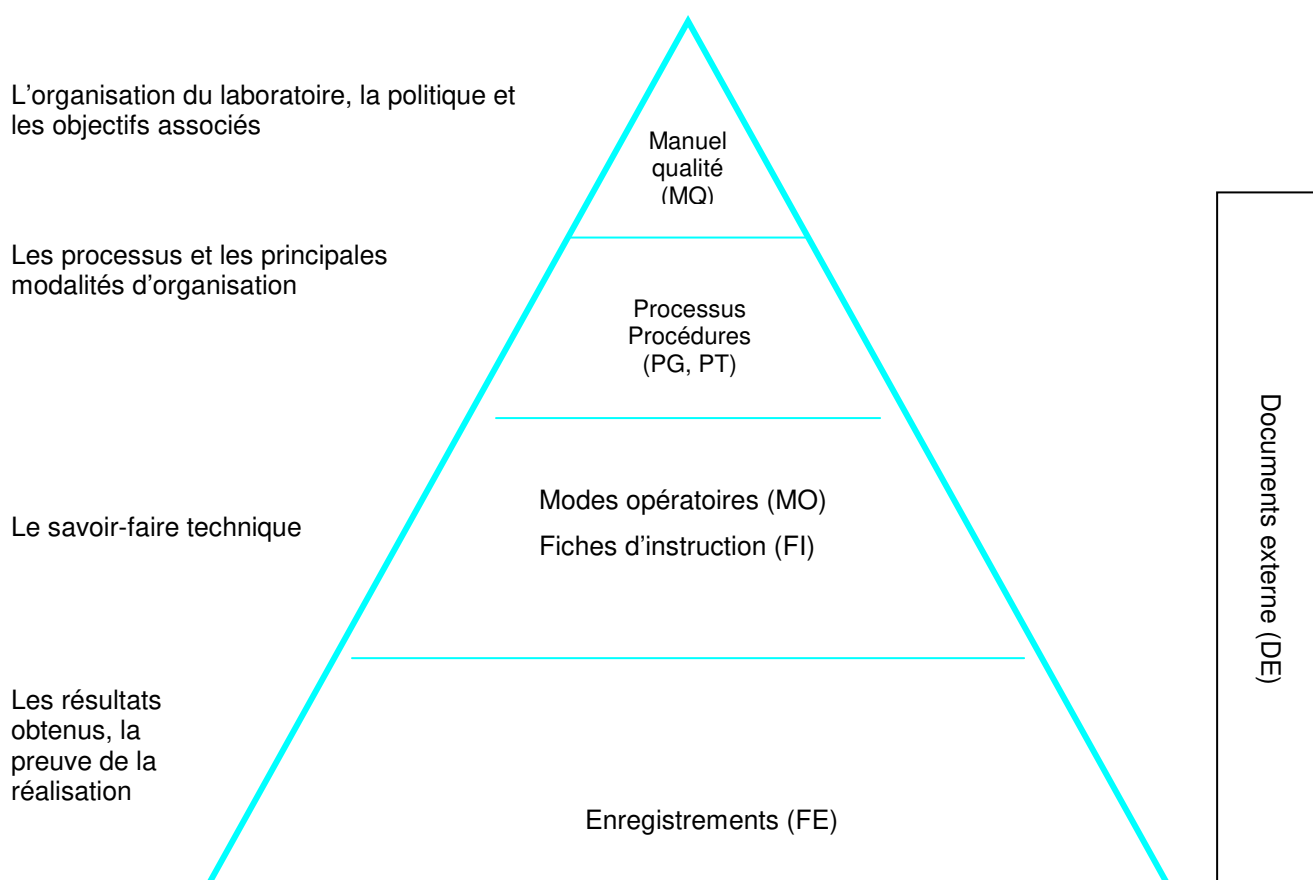 L'organisation du laboratoire, la politique et
les objectifs associés
Manuel
qualité
(MQ)
Les processus et les principales
modalités d'organisation
Processus
Procédures
(PG, PT)
Modes opératoires (MO)
Le savoir-faire technique
Fiches d'instruction (FI)
Les résultats
obtenus, la
preuve de la
réalisation
Enregistrements (FE)
Documents externe (DE)